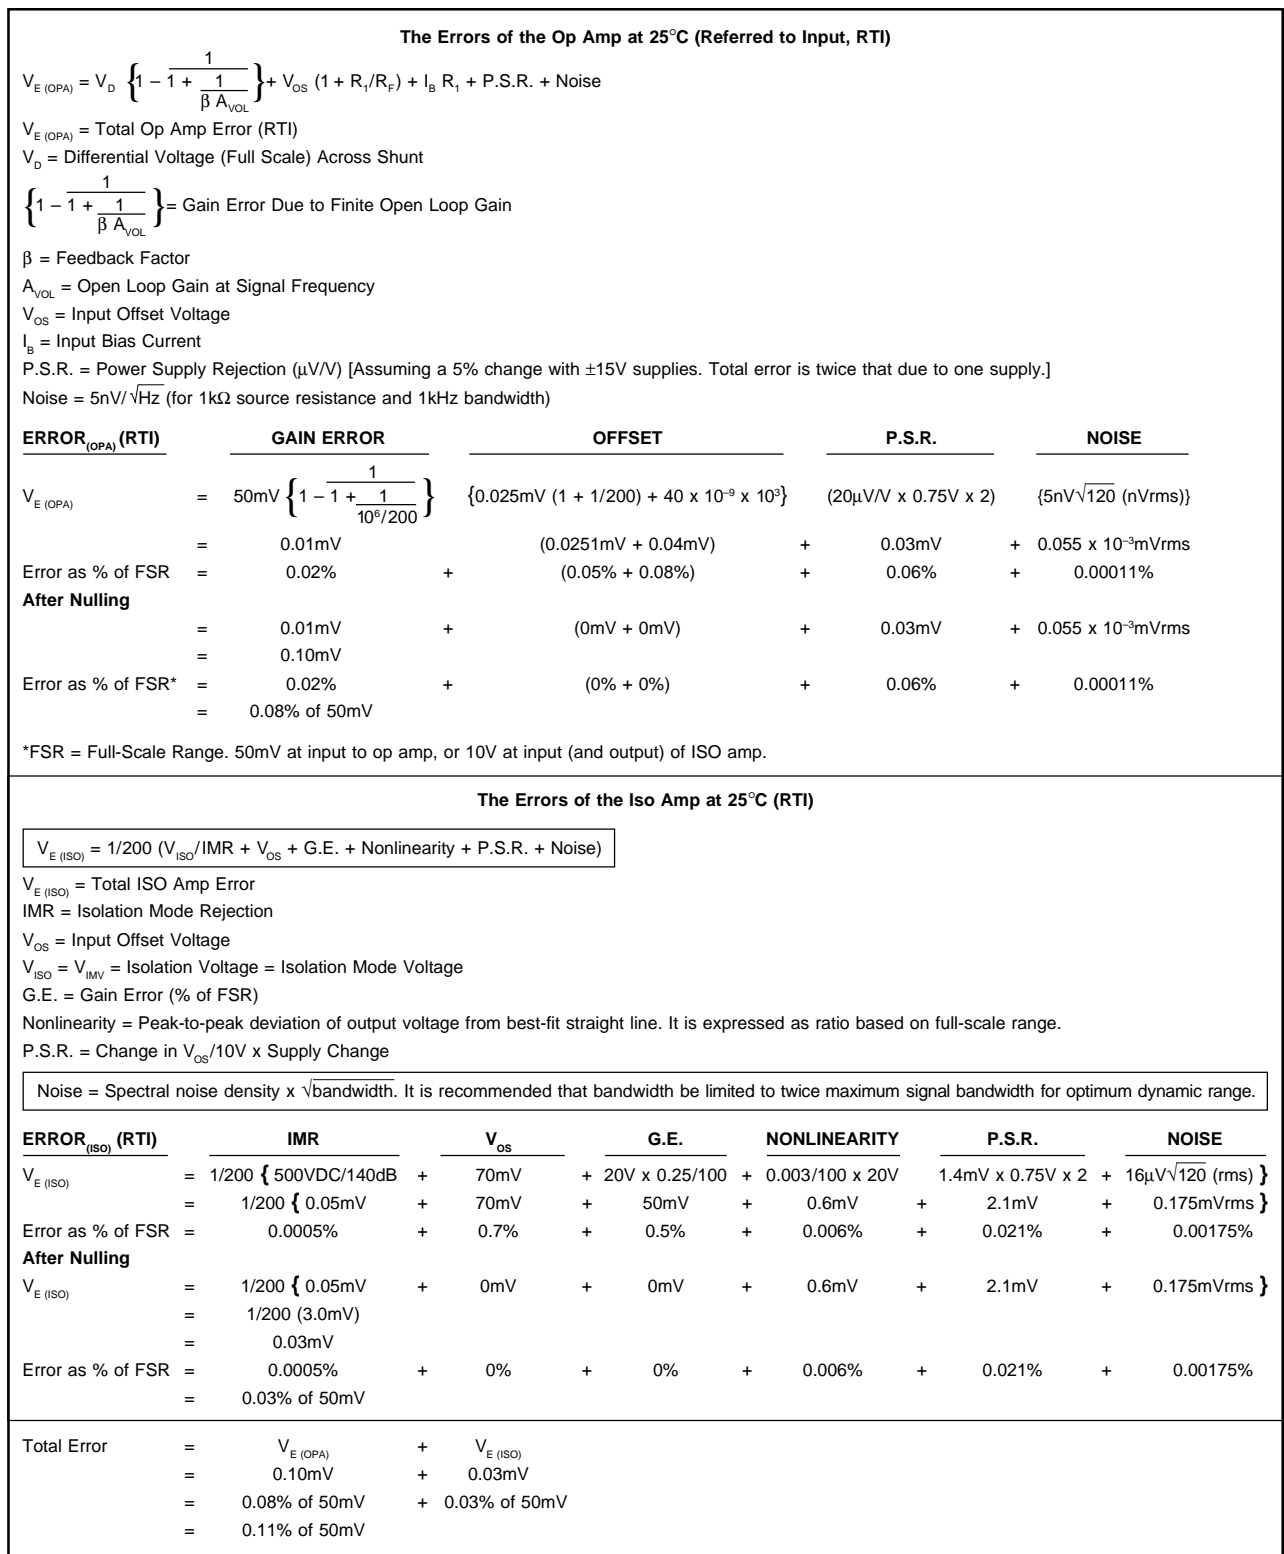 The Errors of the Op Amp at 25°C (Referred to Input, RTI)
V_E (OPA) = V_D {1 − 1 / (1 + 1 / (β A_VOL))} + V_OS (1 + R_1/R_F) + I_B R_1 + P.S.R. + Noise
V_E (OPA) = Total Op Amp Error (RTI)
V_D = Differential Voltage (Full Scale) Across Shunt
{1 − 1 / (1 + 1 / (β A_VOL))} = Gain Error Due to Finite Open Loop Gain
β = Feedback Factor
A_VOL = Open Loop Gain at Signal Frequency
V_OS = Input Offset Voltage
I_B = Input Bias Current
P.S.R. = Power Supply Rejection (µV/V) [Assuming a 5% change with ±15V supplies. Total error is twice that due to one supply.]
Noise = 5nV/√Hz (for 1kΩ source resistance and 1kHz bandwidth)
ERROR_(OPA) (RTI) GAIN ERROR OFFSET P.S.R. NOISE
V_E (OPA) = 50mV {1 − 1 / (1 + 1 / (10⁶/200))} {0.025mV (1 + 1/200) + 40 x 10⁻⁹ x 10³} (20µV/V x 0.75V x 2) {5nV√120 (nVrms)}
= 0.01mV (0.0251mV + 0.04mV) + 0.03mV + 0.055 x 10⁻³mVrms
Error as % of FSR = 0.02% + (0.05% + 0.08%) + 0.06% + 0.00011%
After Nulling
= 0.01mV + (0mV + 0mV) + 0.03mV + 0.055 x 10⁻³mVrms
= 0.10mV
Error as % of FSR* = 0.02% + (0% + 0%) + 0.06% + 0.00011%
= 0.08% of 50mV
*FSR = Full-Scale Range. 50mV at input to op amp, or 10V at input (and output) of ISO amp.
The Errors of the Iso Amp at 25°C (RTI)
V_E (ISO) = 1/200 (V_ISO/IMR + V_OS + G.E. + Nonlinearity + P.S.R. + Noise)
V_E (ISO) = Total ISO Amp Error
IMR = Isolation Mode Rejection
V_OS = Input Offset Voltage
V_ISO = V_IMV = Isolation Voltage = Isolation Mode Voltage
G.E. = Gain Error (% of FSR)
Nonlinearity = Peak-to-peak deviation of output voltage from best-fit straight line. It is expressed as ratio based on full-scale range.
P.S.R. = Change in V_OS/10V x Supply Change
Noise = Spectral noise density x √bandwidth. It is recommended that bandwidth be limited to twice maximum signal bandwidth for optimum dynamic range.
ERROR_(ISO) (RTI) IMR V_OS G.E. NONLINEARITY P.S.R. NOISE
V_E (ISO) = 1/200 { 500VDC/140dB + 70mV + 20V x 0.25/100 + 0.003/100 x 20V 1.4mV x 0.75V x 2 + 16µV√120 (rms) }
= 1/200 { 0.05mV + 70mV + 50mV + 0.6mV + 2.1mV + 0.175mVrms }
Error as % of FSR = 0.0005% + 0.7% + 0.5% + 0.006% + 0.021% + 0.00175%
After Nulling
V_E (ISO) = 1/200 { 0.05mV + 0mV + 0mV + 0.6mV + 2.1mV + 0.175mVrms }
= 1/200 (3.0mV)
= 0.03mV
Error as % of FSR = 0.0005% + 0% + 0% + 0.006% + 0.021% + 0.00175%
= 0.03% of 50mV
Total Error = V_E (OPA) + V_E (ISO)
= 0.10mV + 0.03mV
= 0.08% of 50mV + 0.03% of 50mV
= 0.11% of 50mV